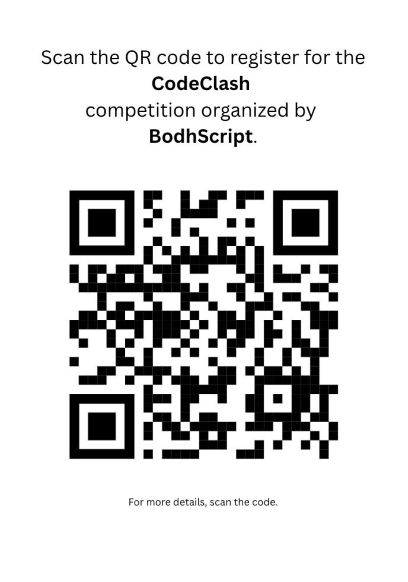 Scan the QR code to register for the
CodeClash
competition organized by
BodhScript.
For more details, scan the code.